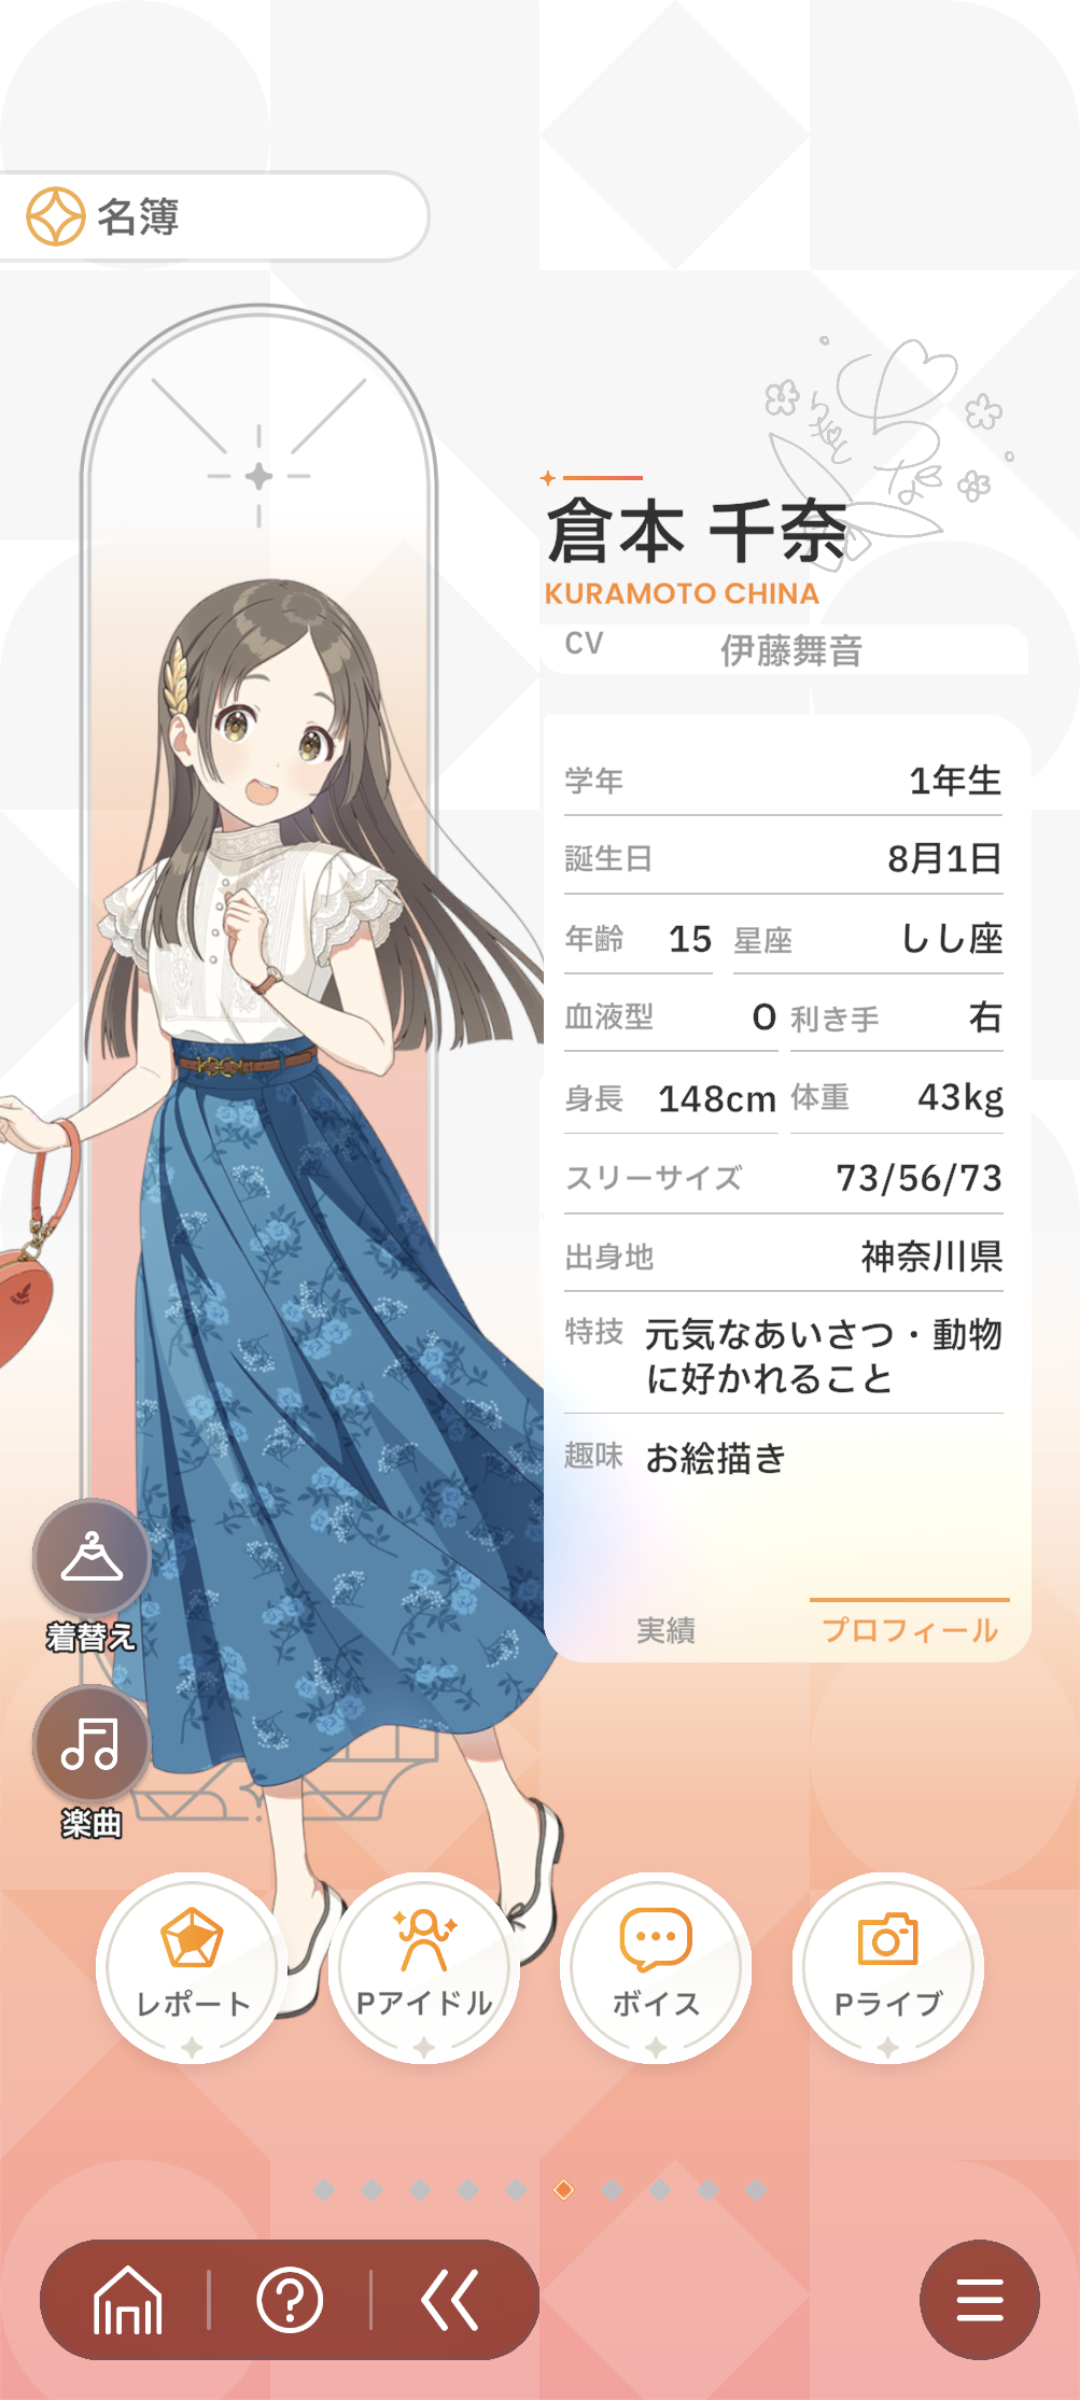 名簿
くらもと
ちな
倉本 千奈
KURAMOTO CHINA
CV 伊藤舞音
学年 1年生
誕生日 8月1日
年齢 15 星座 しし座
血液型 O 利き手 右
身長 148cm 体重 43kg
スリーサイズ 73/56/73
出身地 神奈川県
特技 元気なあいさつ・動物
に好かれること
趣味 お絵描き
実績 プロフィール
着替え
楽曲
レポート Pアイドル ボイス Pライブ